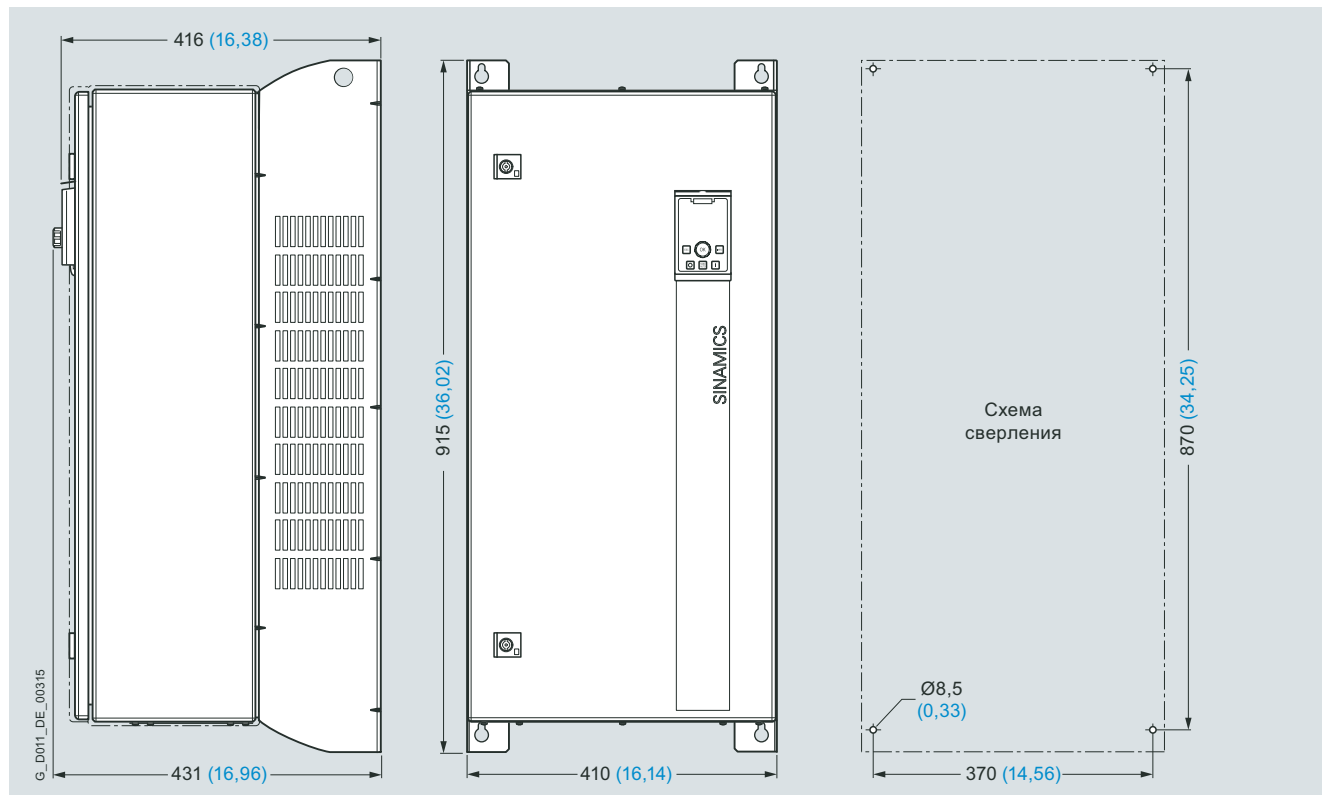 416 (16,38)
G_D011_DE_00315
431 (16,96)
915 (36,02)
OK
SINAMICS
410 (16,14)
Схема
сверления
870 (34,25)
Ø8,5
(0,33)
370 (14,56)